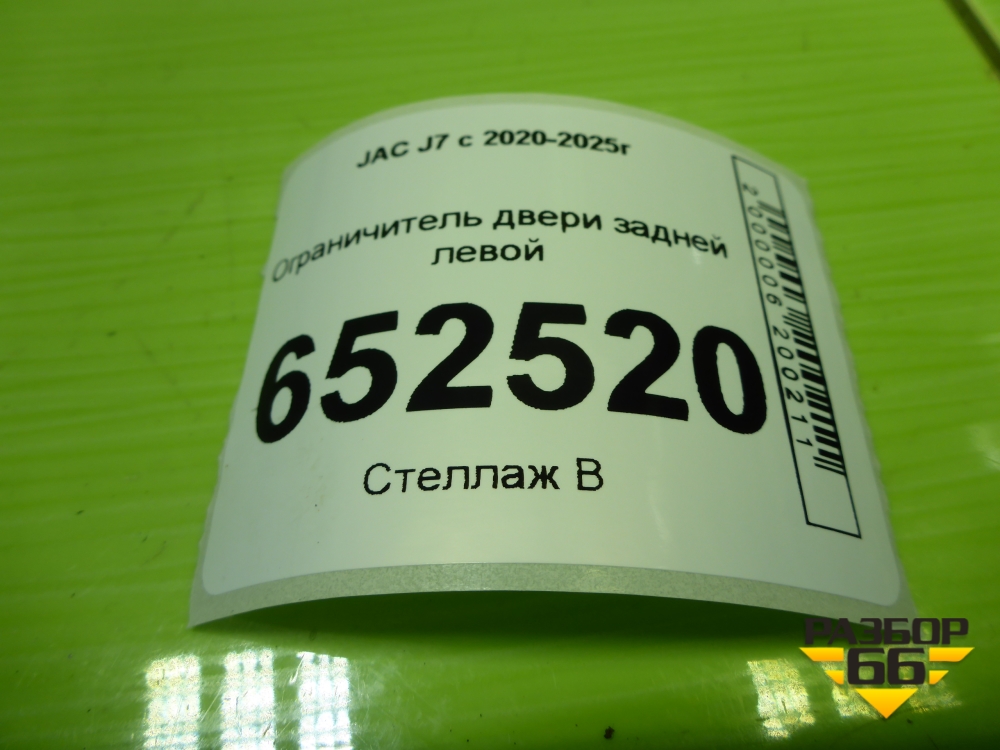 JAC J7 с 2020-2025г
Ограничитель двери задней
левой
652520
Стеллаж В
2000006200211
РАЗБОР
66